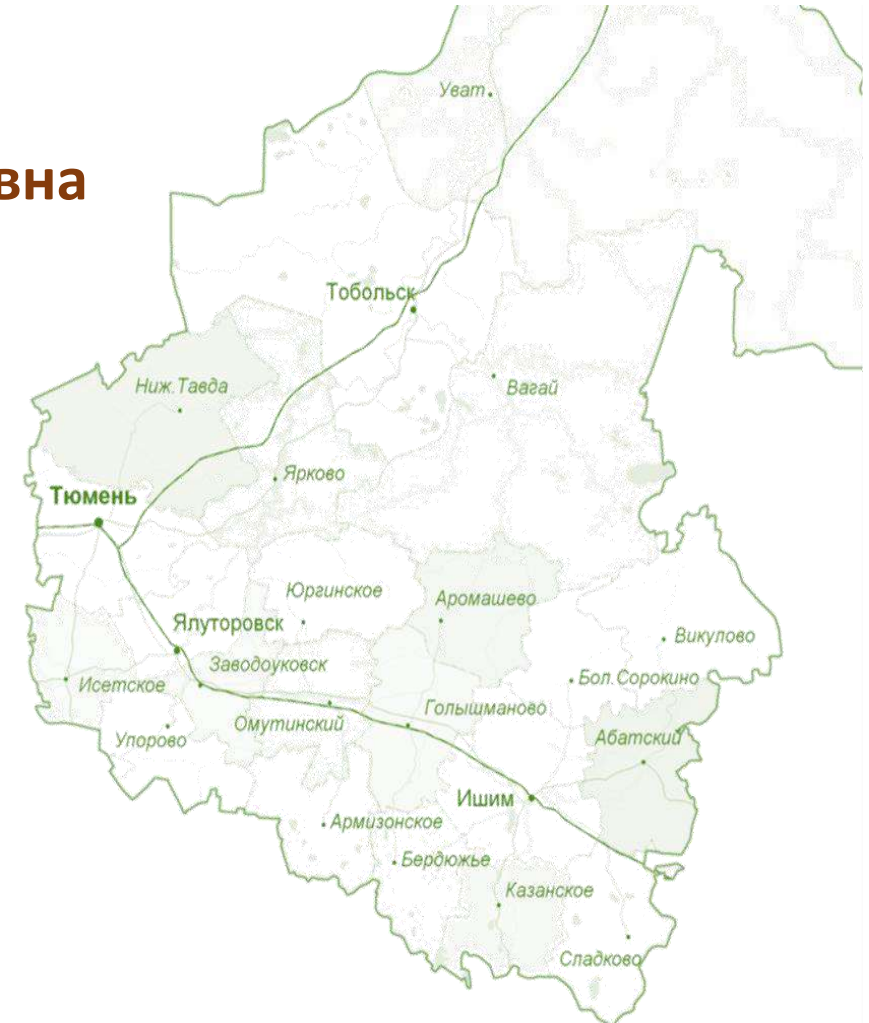 Уват
вна
Тобольск
Ниж.Тавда
Вагай
Ярково
Тюмень
Юргинское
Аромашево
Ялуторовск
Викулово
Заводоуковск
Исетское
Бол.Сорокино
Голышманово
Омутинский
Упорово
Абатский
Ишим
Армизонское
Бердюжье
Казанское
Сладково